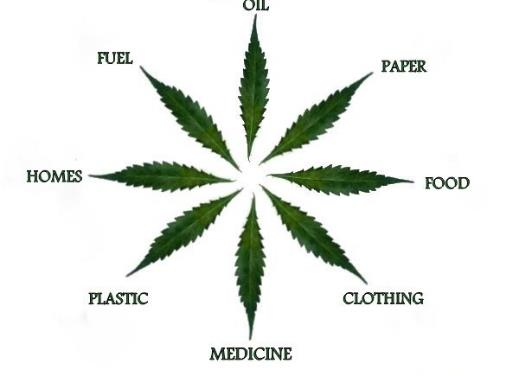 OIL
FUEL
PAPER
HOMES
FOOD
PLASTIC
CLOTHING
MEDICINE